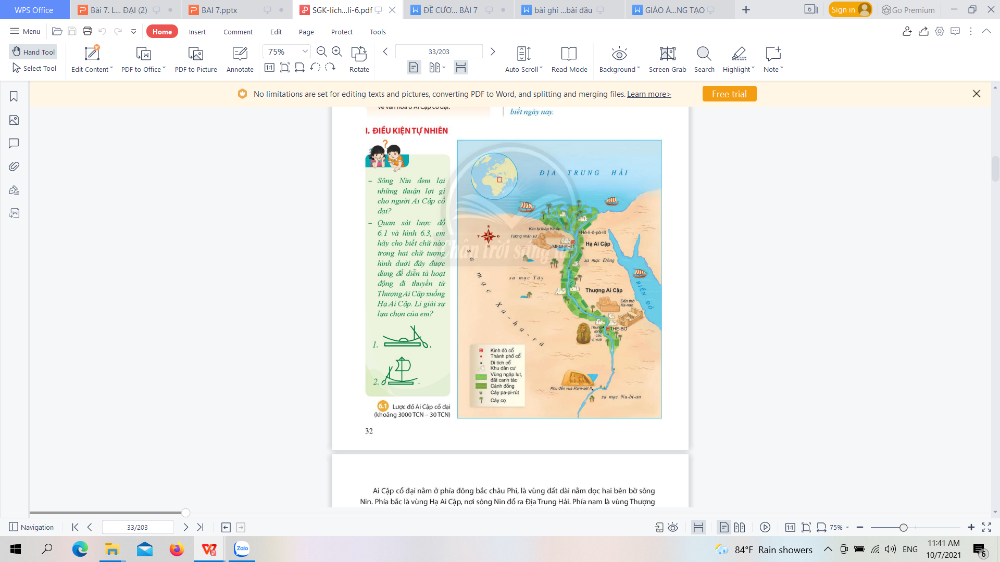 WPS Office
Bài 7. L... ĐẠI (2)
BAI 7.pptx
SGK-lich...li-6.pdf
ĐỀ CƯƠ... BÀI 7
bài ghi ...bài đầu
GIÁO Á...NG TẠO
6
Sign in
Go Premium
Menu
Home
Insert
Comment
Edit
Page
Protect
Tools
Hand Tool
Select Tool
Edit Content
PDF to Office
PDF to Picture
Annotate
75%
Rotate
33/203
Auto Scroll
Read Mode
Background
Screen Grab
Search
Highlight
Note
No limitations are set for editing texts and pictures, converting PDF to Word, and splitting and merging files. Learn more>
Free trial
về văn hoá ở Ai Cập cổ đại.
biết ngày nay.
I. ĐIỀU KIỆN TỰ NHIÊN
?
– Sông Nin đem lại
những thuận lợi gì
cho người Ai Cập cổ
đại?
– Quan sát lược đồ
6.1 và hình 6.3, em
hãy cho biết chữ nào
trong hai chữ tượng
hình dưới đây được
dùng để diễn tả hoạt
động đi thuyền từ
Thượng Ai Cập xuống
Hạ Ai Cập. Lí giải sự
lựa chọn của em?
1. ,
2. .
6.1 Lược đồ Ai Cập cổ đại
(khoảng 3000 TCN – 30 TCN)
ĐỊA TRUNG HẢI
B
T Đ
N
Kim tự tháp Kê-ốp
Tượng nhân sư
MEM-PHÍT
Hê-li-ô-pô-lít
Hạ Ai Cập
sa mạc Đông
sa mạc Tây
sa mạc Xa-ha-ra
Sông Nin
Thượng Ai Cập
BIỂN ĐỎ
Đền thờ
Ka-nac
Thung
lũng
các
vị vua
THE-BƠ
Khu đền vua Ram-sét II
sa mạc Nu-bi-an
Chân trời sáng tạo
Kinh đô cổ
Thành phố cổ
Di tích cổ
Khu dân cư
Vùng ngập lụt,
đất canh tác
Cánh đồng
Cây pa-pi-rút
Cây cọ
32
Ai Cập cổ đại nằm ở phía đông bắc châu Phi, là vùng đất dài nằm dọc hai bên bờ sông
Nin. Phía bắc là vùng Hạ Ai Cập, nơi sông Nin đổ ra Địa Trung Hải. Phía nam là vùng Thượng
Navigation
33/203
75%
Zalo
84°F Rain showers
ENG
11:41 AM
10/7/2021
6